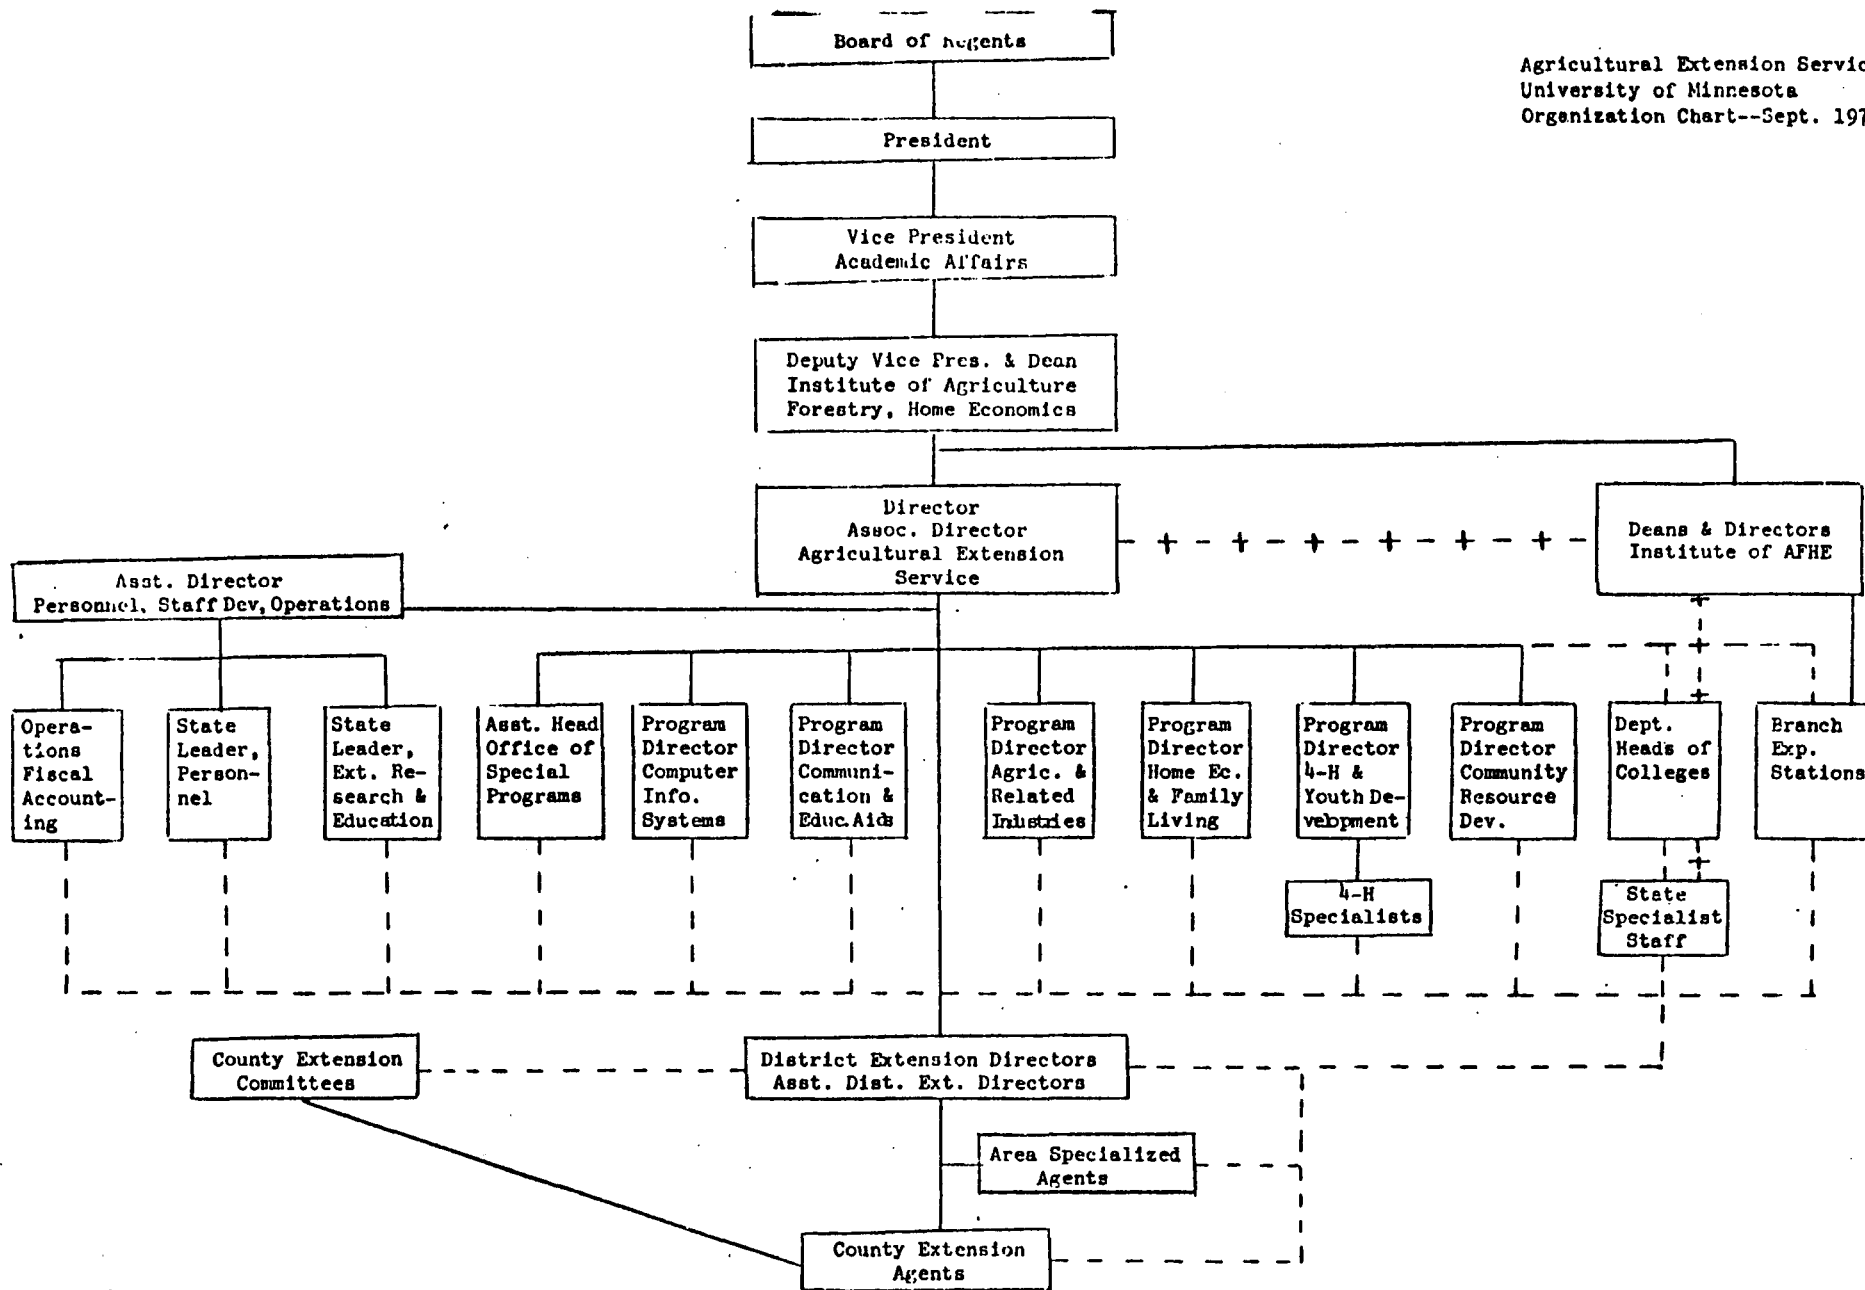 Board of Regents
Agricultural Extension Servic
University of Minnesota
Organization Chart--Sept. 197
President
Vice President
Academic Affairs
Deputy Vice Pres. & Dean
Institute of Agriculture
Forestry, Home Economics
Director
Assoc. Director
Agricultural Extension
Service
Deans & Directors
Institute of AFHE
Asst. Director
Personnel, Staff Dev, Operations
Opera-
tions
Fiscal
Account-
ing
State
Leader,
Person-
nel
State
Leader,
Ext. Re-
search &
Education
Asst. Head
Office of
Special
Programs
Program
Director
Computer
Info.
Systems
Program
Director
Communi-
cation &
Educ. Aids
Program
Director
Agric. &
Related
Industries
Program
Director
Home Ec.
& Family
Living
Program
Director
4-H &
Youth De-
velopment
Program
Director
Community
Resource
Dev.
Dept.
Heads of
Colleges
Branch
Exp.
Stations
4-H
Specialists
State
Specialist
Staff
County Extension
Committees
District Extension Directors
Asst. Dist. Ext. Directors
Area Specialized
Agents
County Extension
Agents